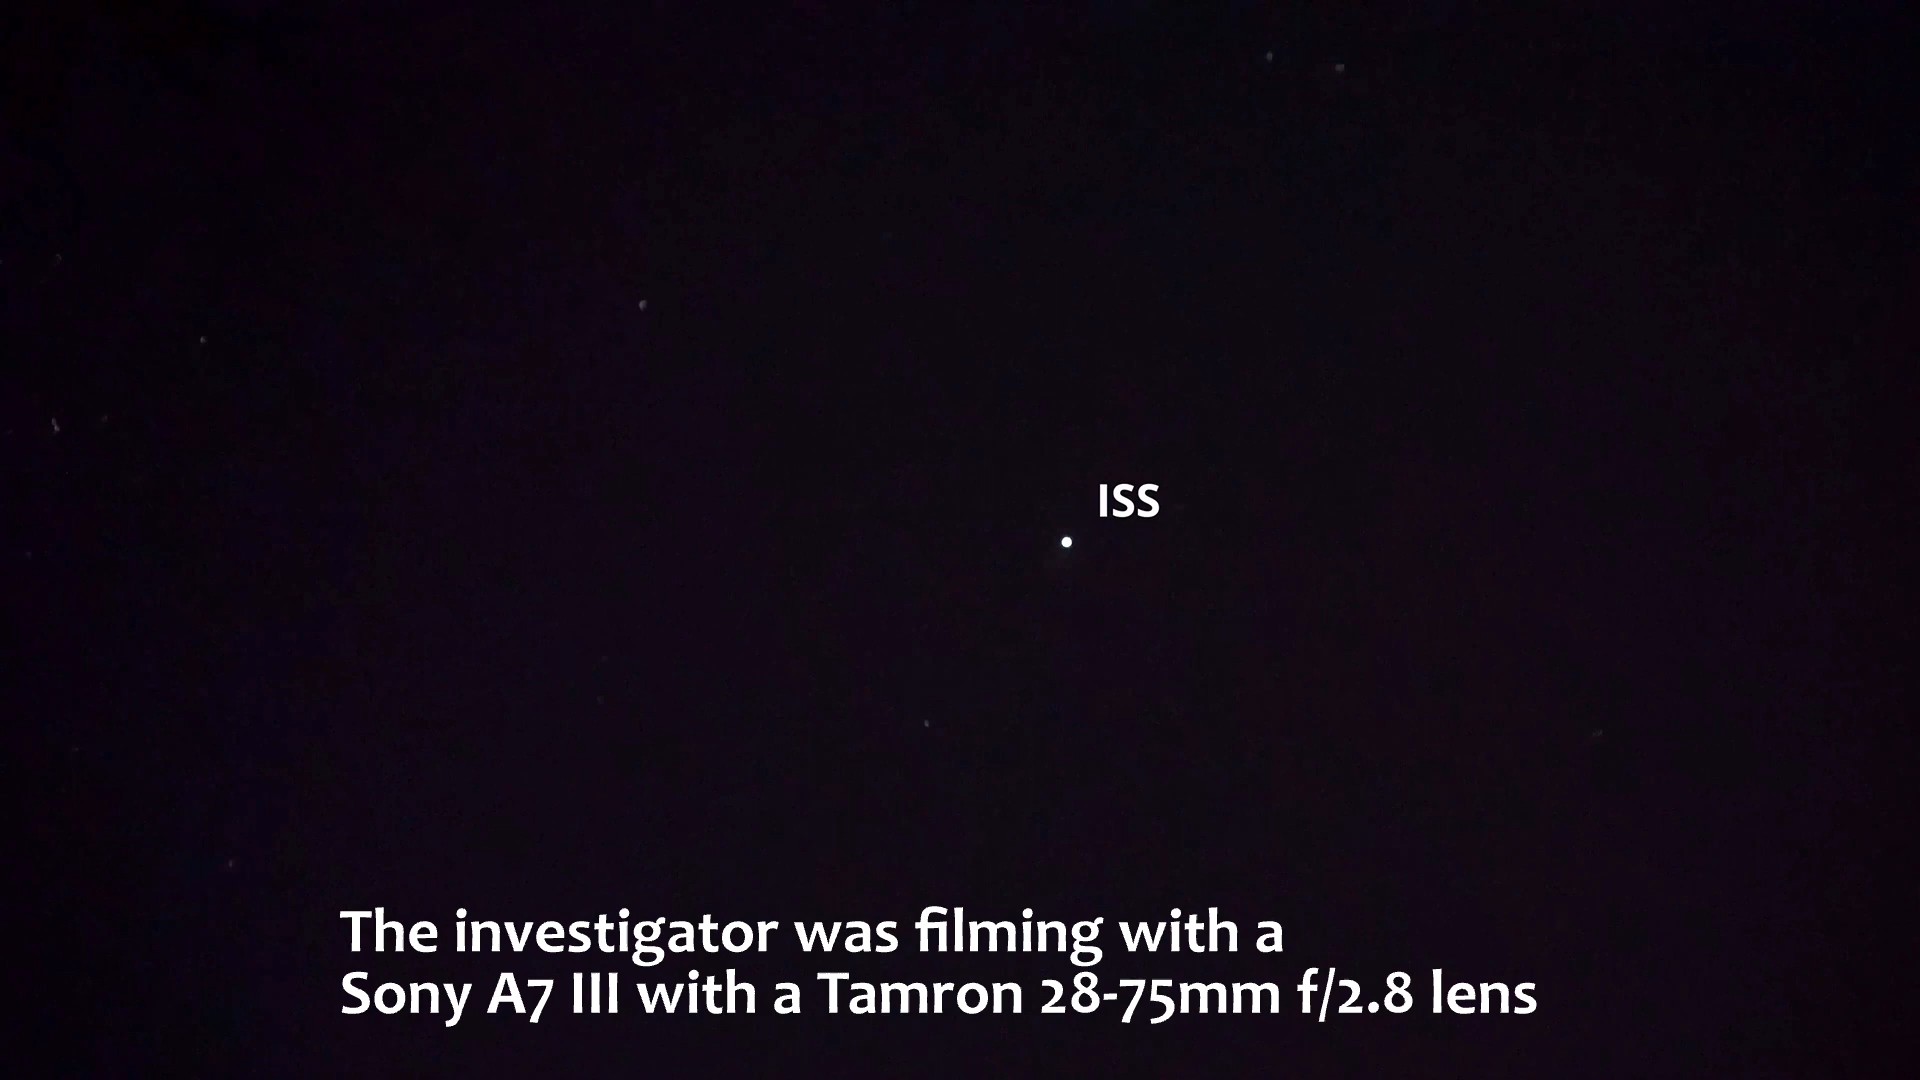 ISS
The investigator was filming with a
Sony A7 III with a Tamron 28-75mm f/2.8 lens